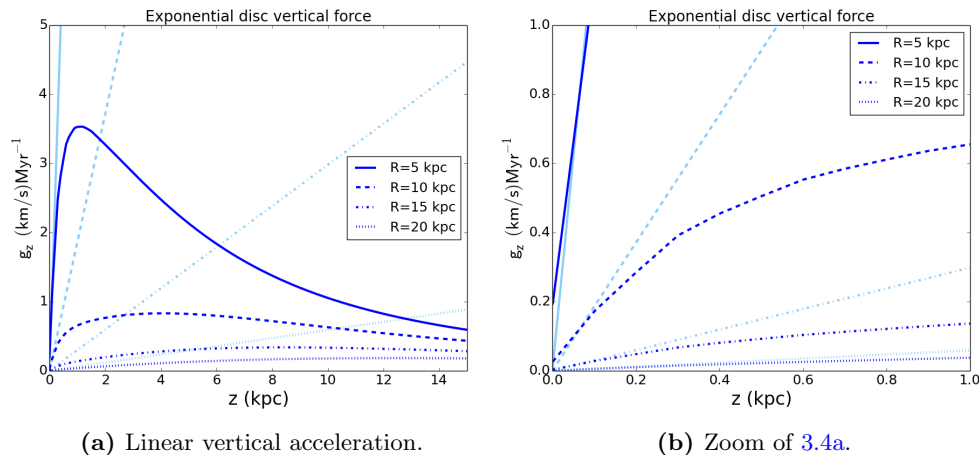 Exponential disc vertical force
5
4
3
2
1
0
g_z (km/s)Myr⁻¹
R=5 kpc
R=10 kpc
R=15 kpc
R=20 kpc
0 2 4 6 8 10 12 14
z (kpc)
(a) Linear vertical acceleration.
Exponential disc vertical force
1.0
0.8
0.6
0.4
0.2
0.0
g_z (km/s)Myr⁻¹
R=5 kpc
R=10 kpc
R=15 kpc
R=20 kpc
0.0 0.2 0.4 0.6 0.8 1.0
z (kpc)
(b) Zoom of 3.4a.